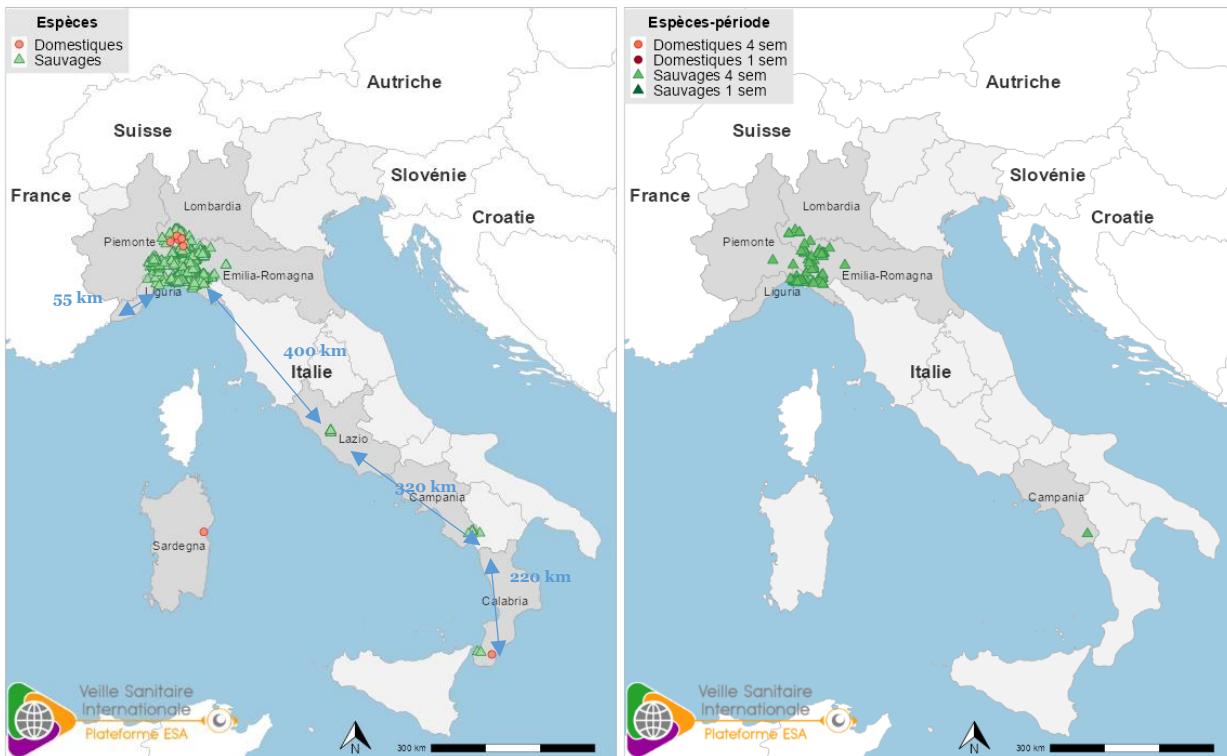 Espèces
Domestiques
Sauvages
Autriche
Suisse
Slovénie
France
Croatie
Lombardia
Piemonte
Emilia-Romagna
Liguria
55 km
400 km
Italie
Lazio
320 km
Campania
Sardegna
220 km
Calabria
Veille Sanitaire
Internationale
Plateforme ESA
N
300 km
Espèces-période
Domestiques 4 sem
Domestiques 1 sem
Sauvages 4 sem
Sauvages 1 sem
Autriche
Suisse
Slovénie
France
Croatie
Lombardia
Piemonte
Emilia-Romagna
Liguria
Italie
Campania
Veille Sanitaire
Internationale
Plateforme ESA
N
300 km